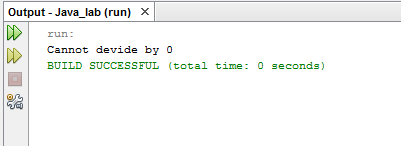 Output - Java_lab (run)
run:
Cannot devide by 0
BUILD SUCCESSFUL (total time: 0 seconds)